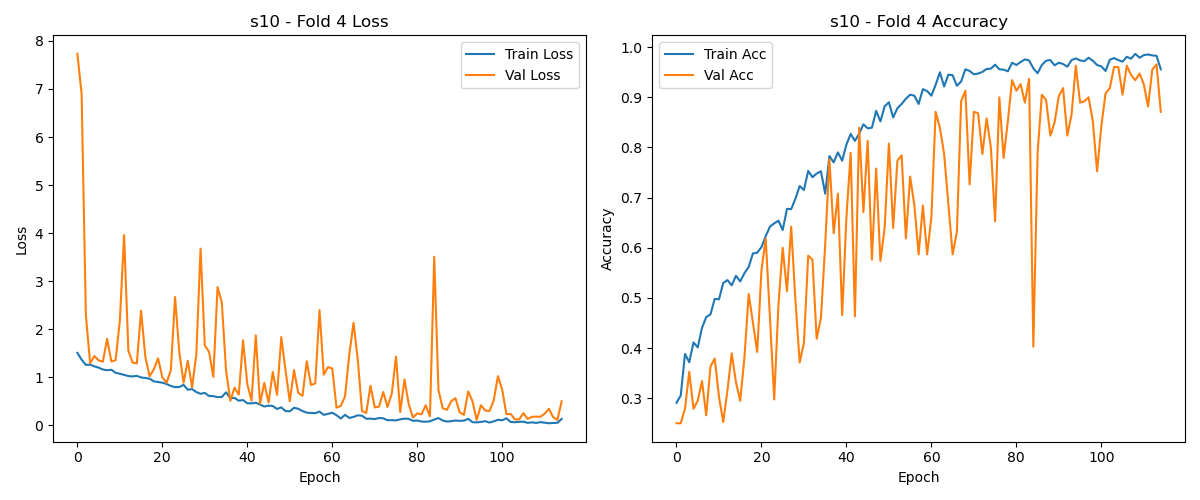 s10 - Fold 4 Loss
Loss
8
7
6
5
4
3
2
1
0
Train Loss
Val Loss
0 20 40 60 80 100
Epoch
s10 - Fold 4 Accuracy
Accuracy
1.0
0.9
0.8
0.7
0.6
0.5
0.4
0.3
Train Acc
Val Acc
0 20 40 60 80 100
Epoch